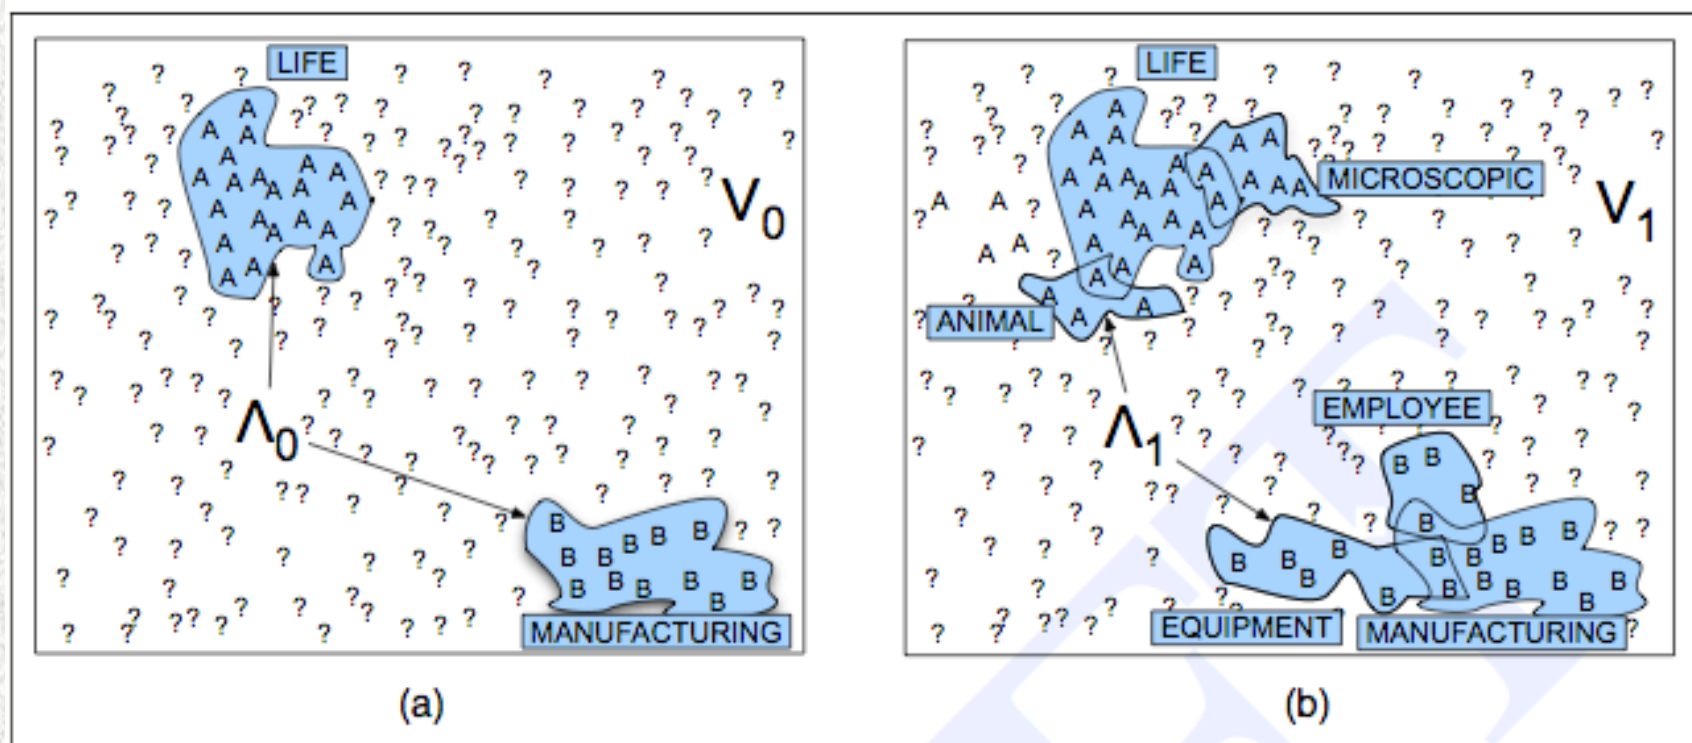 LIFE
V0
Λ0
MANUFACTURING
(a)
LIFE
MICROSCOPIC
V1
ANIMAL
Λ1
EMPLOYEE
EQUIPMENT
MANUFACTURING
(b)